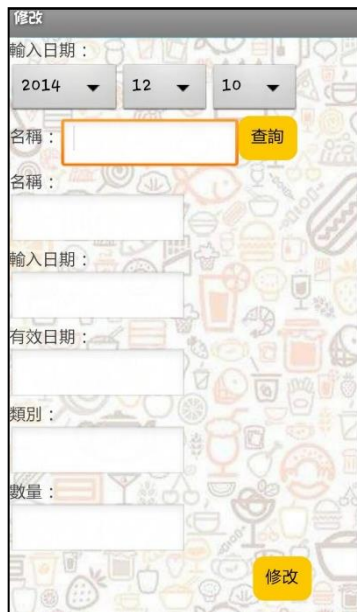 修改
輸入日期：
2014 12 10
名稱： 查詢
名稱：
輸入日期：
有效日期：
類別：
數量：
修改